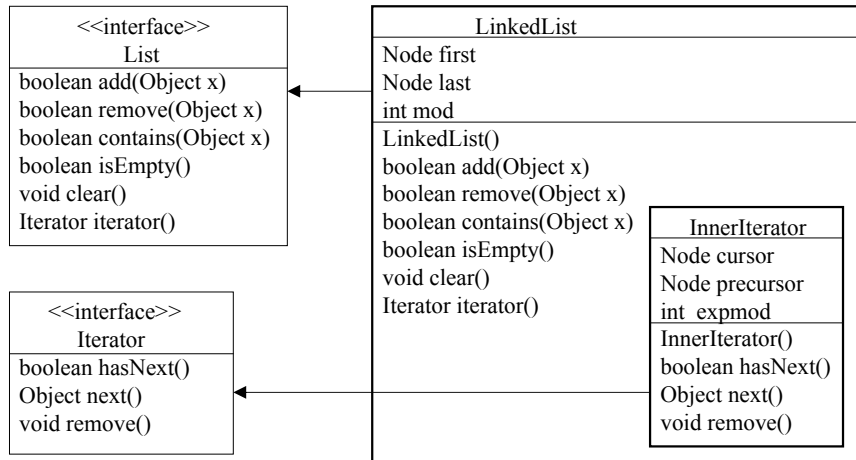 <<interface>>
List
boolean add(Object x)
boolean remove(Object x)
boolean contains(Object x)
boolean isEmpty()
void clear()
Iterator iterator()
<<interface>>
Iterator
boolean hasNext()
Object next()
void remove()
LinkedList
Node first
Node last
int mod
LinkedList()
boolean add(Object x)
boolean remove(Object x)
boolean contains(Object x)
boolean isEmpty()
void clear()
Iterator iterator()
InnerIterator
Node cursor
Node precursor
int expmod
InnerIterator()
boolean hasNext()
Object next()
void remove()